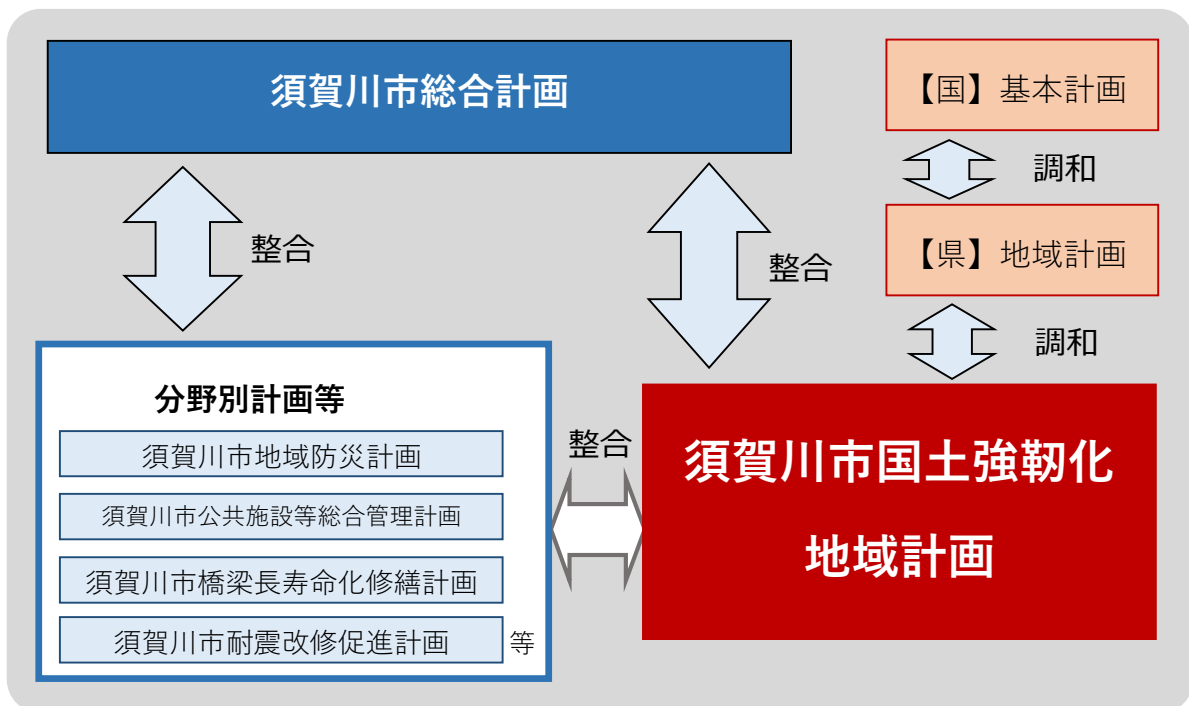 須賀川市総合計画
【国】基本計画
調和
【県】地域計画
整合
整合
調和
分野別計画等
須賀川市地域防災計画
須賀川市公共施設等総合管理計画
須賀川市橋梁長寿命化修繕計画
須賀川市耐震改修促進計画
等
整合
須賀川市国土強靭化
地域計画